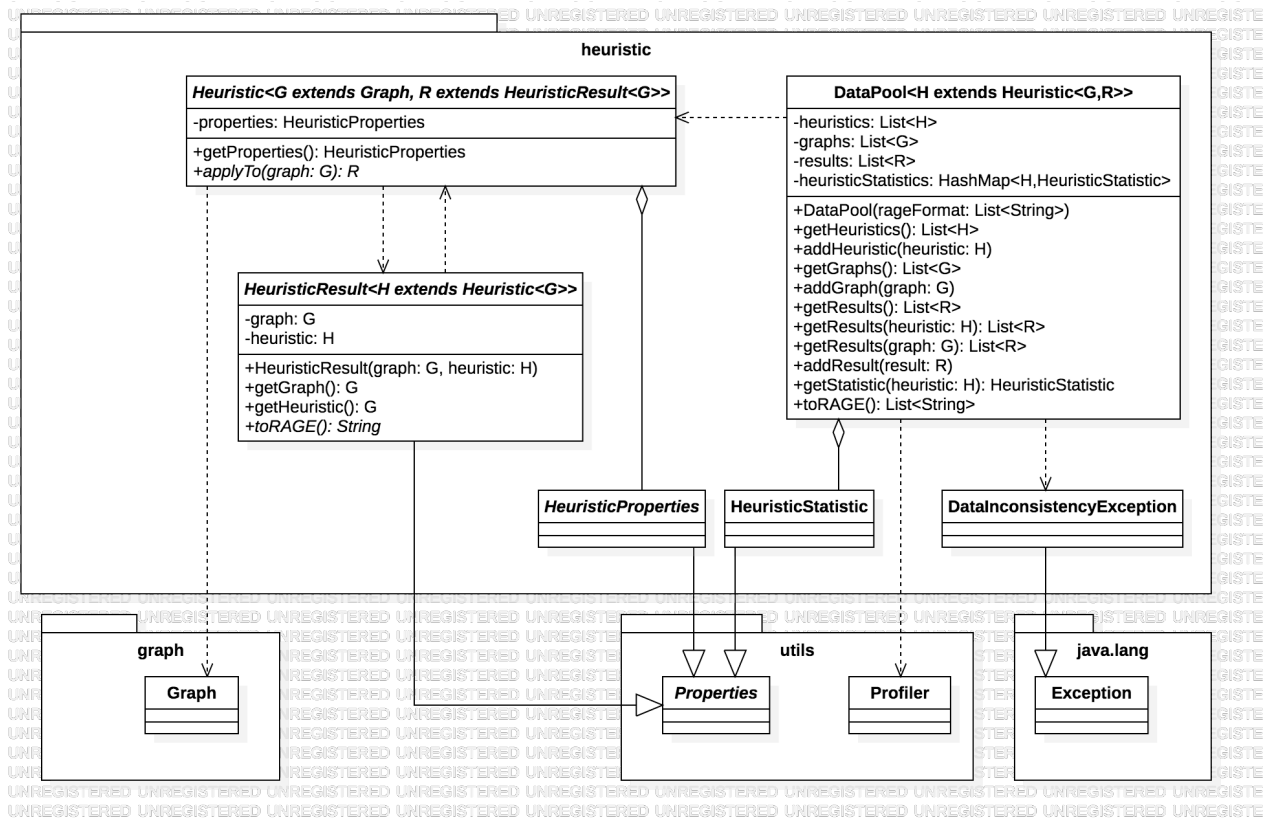 heuristic
Heuristic<G extends Graph, R extends HeuristicResult<G>>
-properties: HeuristicProperties
+getProperties(): HeuristicProperties
+applyTo(graph: G): R
DataPool<H extends Heuristic<G,R>>
-heuristics: List<H>
-graphs: List<G>
-results: List<R>
-heuristicStatistics: HashMap<H,HeuristicStatistic>
+DataPool(rageFormat: List<String>)
+getHeuristics(): List<H>
+addHeuristic(heuristic: H)
+getGraphs(): List<G>
+addGraph(graph: G)
+getResults(): List<R>
+getResults(heuristic: H): List<R>
+getResults(graph: G): List<R>
+addResult(result: R)
+getStatistic(heuristic: H): HeuristicStatistic
+toRAGE(): List<String>
HeuristicResult<H extends Heuristic<G>>
-graph: G
-heuristic: H
+HeuristicResult(graph: G, heuristic: H)
+getGraph(): G
+getHeuristic(): G
+toRAGE(): String
HeuristicProperties
HeuristicStatistic
DataInconsistencyException
graph
Graph
utils
Properties
Profiler
java.lang
Exception
UNREGISTERED